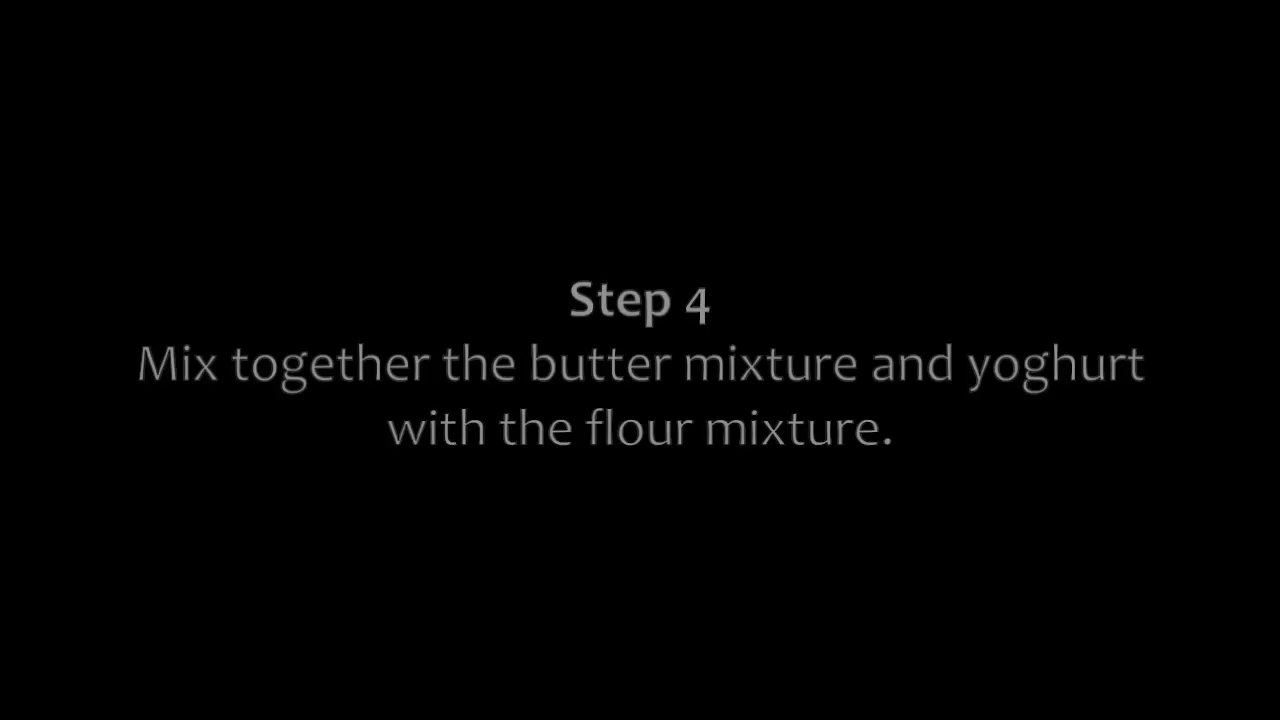 Step 4
Mix together the butter mixture and yoghurt
with the flour mixture.